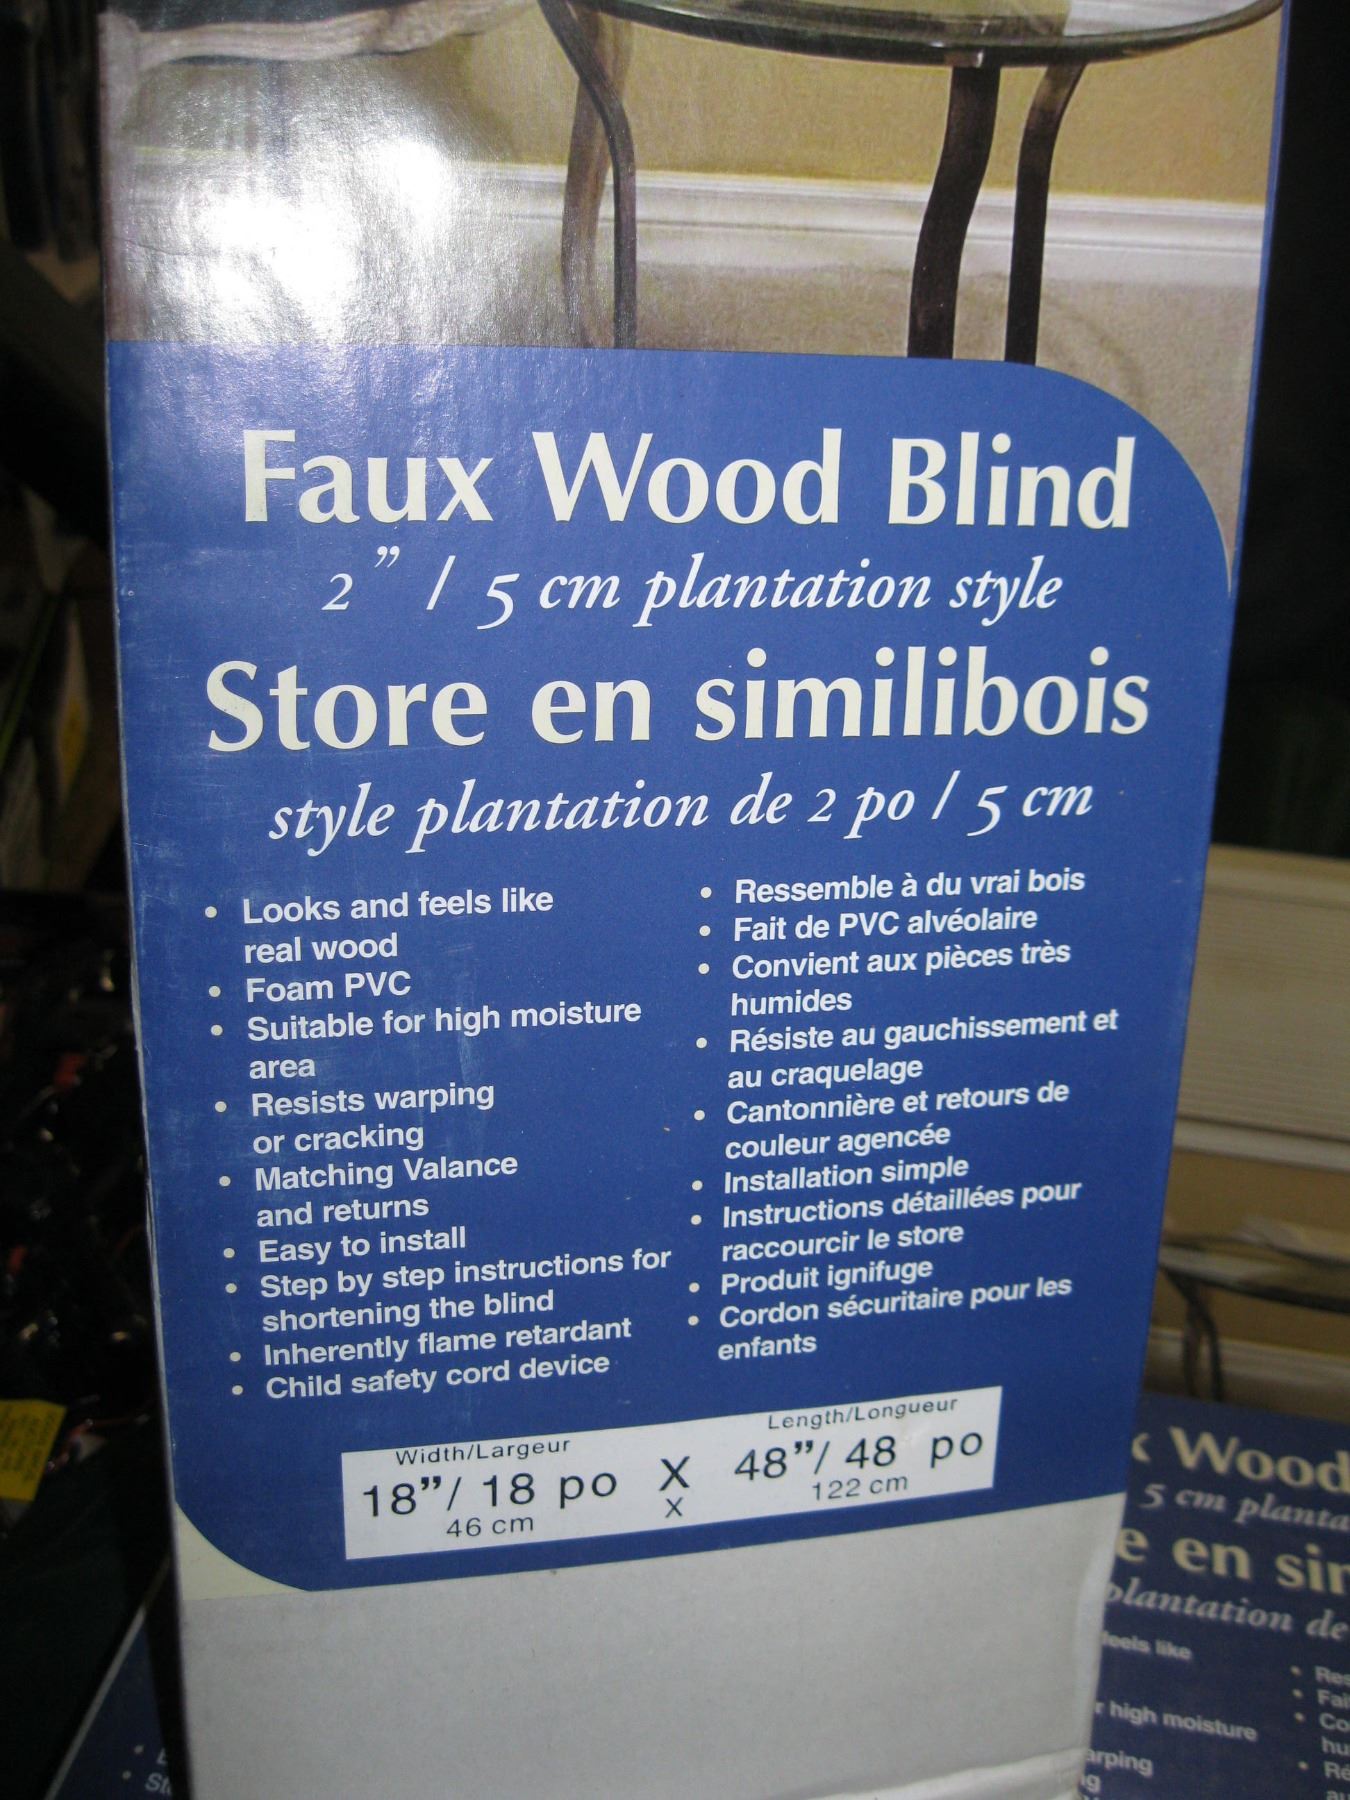 Faux Wood Blind
2" / 5 cm plantation style
Store en similibois
style plantation de 2 po / 5 cm
• Looks and feels like
real wood
• Foam PVC
• Suitable for high moisture
area
• Resists warping
or cracking
• Matching Valance
and returns
• Easy to install
• Step by step instructions for
shortening the blind
• Inherently flame retardant
• Child safety cord device
• Ressemble à du vrai bois
• Fait de PVC alvéolaire
• Convient aux pièces très
humides
• Résiste au gauchissement et
au craquelage
• Cantonnière et retours de
couleur agencée
• Installation simple
• Instructions détaillées pour
raccourcir le store
• Produit ignifuge
• Cordon sécuritaire pour les
enfants
Width/Largeur
18"/ 18 po
46 cm
X
x
Length/Longueur
48"/ 48 po
122 cm
Wood
5 cm planta
e en sir
plantation de
feels like
high moisture
arping